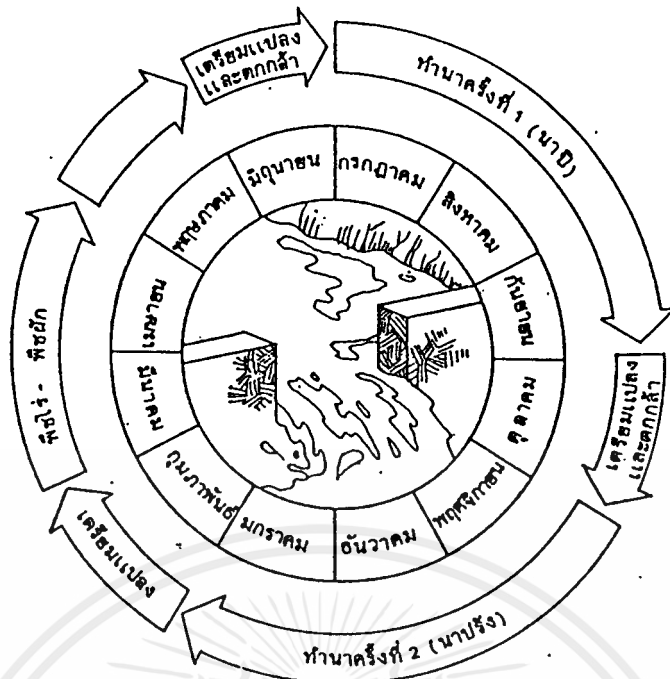 เตรียมแปลง
และตกกล้า
ทำนาครั้งที่ 1 (นาปี)
เตรียมแปลง
และตกกล้า
ทำนาครั้งที่ 2 (นาปรัง)
เตรียมแปลง
พืชไร่ - พืชผัก
มกราคม
กุมภาพันธ์
มีนาคม
เมษายน
พฤษภาคม
มิถุนายน
กรกฎาคม
สิงหาคม
กันยายน
ตุลาคม
พฤศจิกายน
ธันวาคม